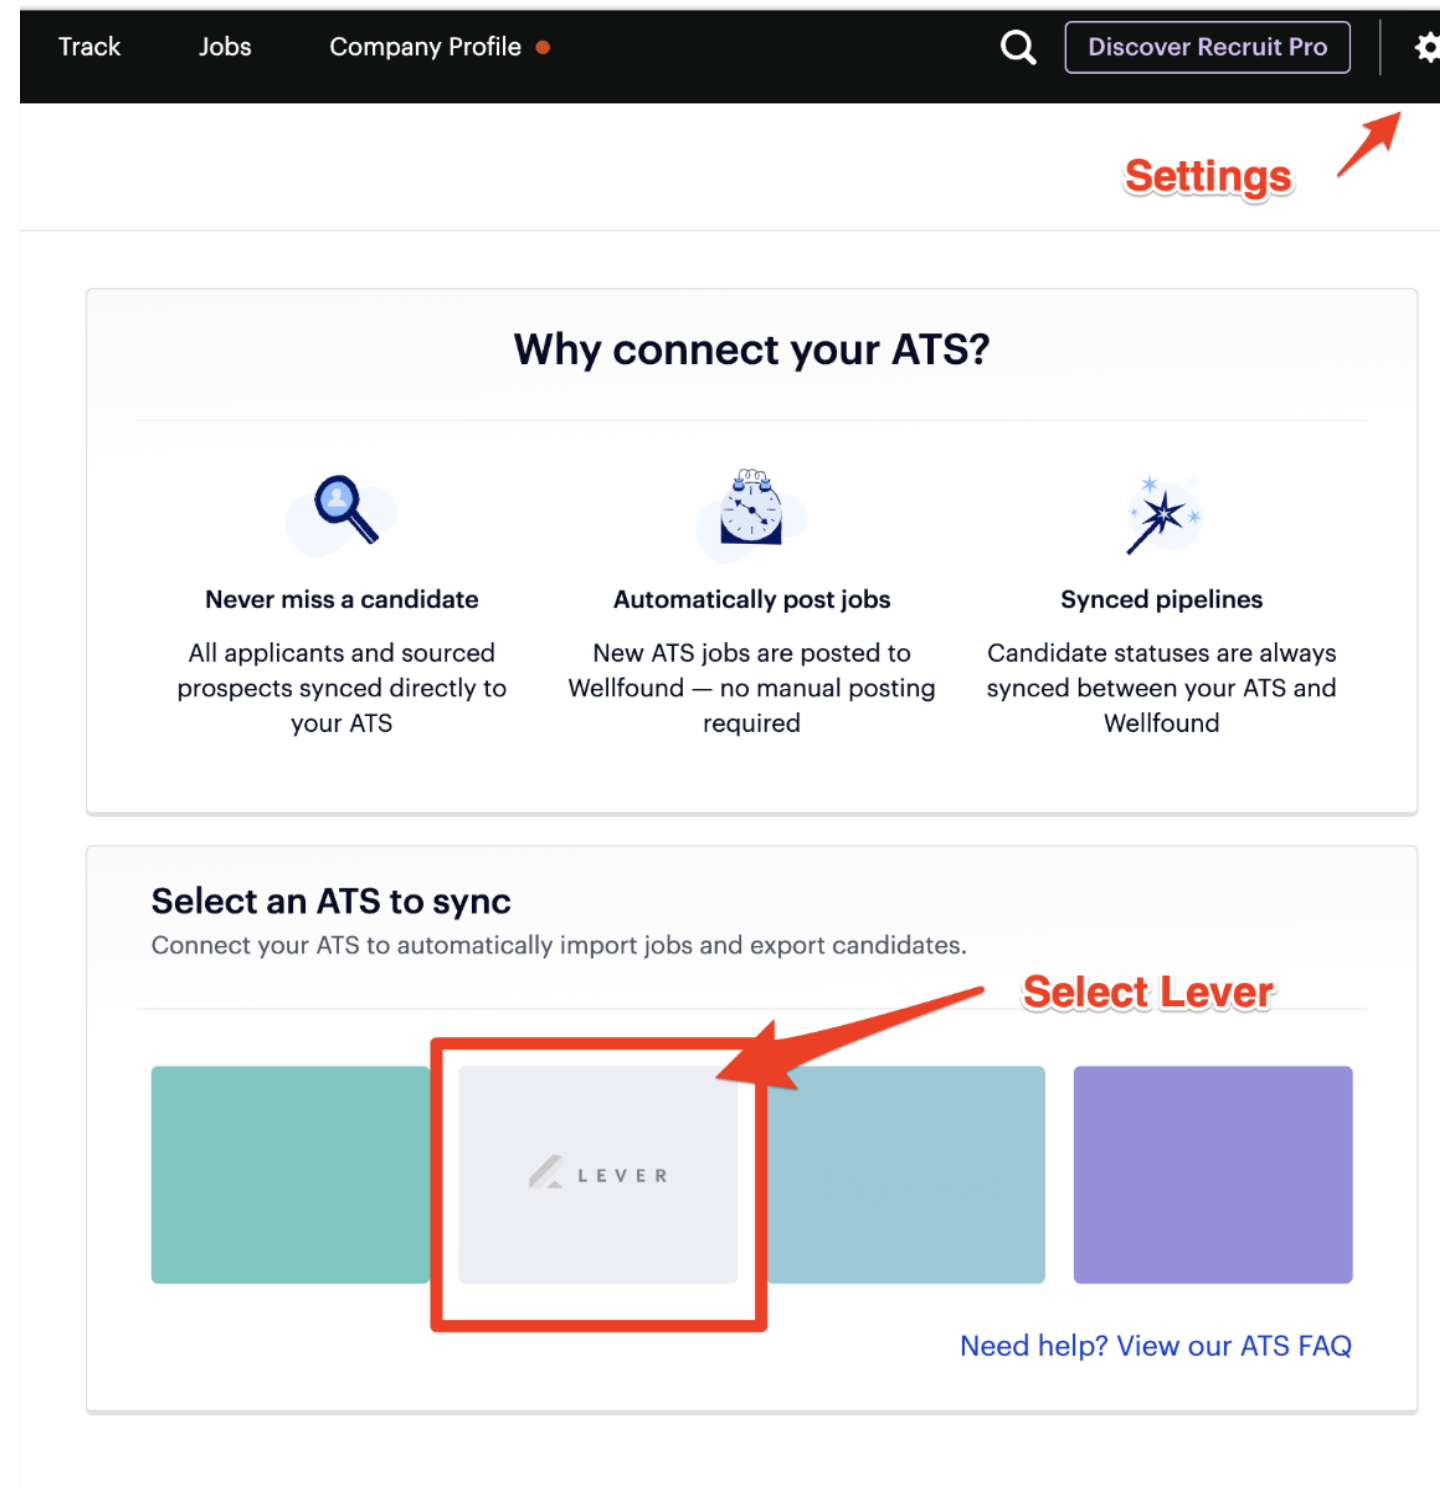 Track Jobs Company Profile Discover Recruit Pro
Settings
Why connect your ATS?
Never miss a candidate
All applicants and sourced
prospects synced directly to
your ATS
Automatically post jobs
New ATS jobs are posted to
Wellfound — no manual posting
required
Synced pipelines
Candidate statuses are always
synced between your ATS and
Wellfound
Select an ATS to sync
Connect your ATS to automatically import jobs and export candidates.
Select Lever
LEVER
Need help? View our ATS FAQ